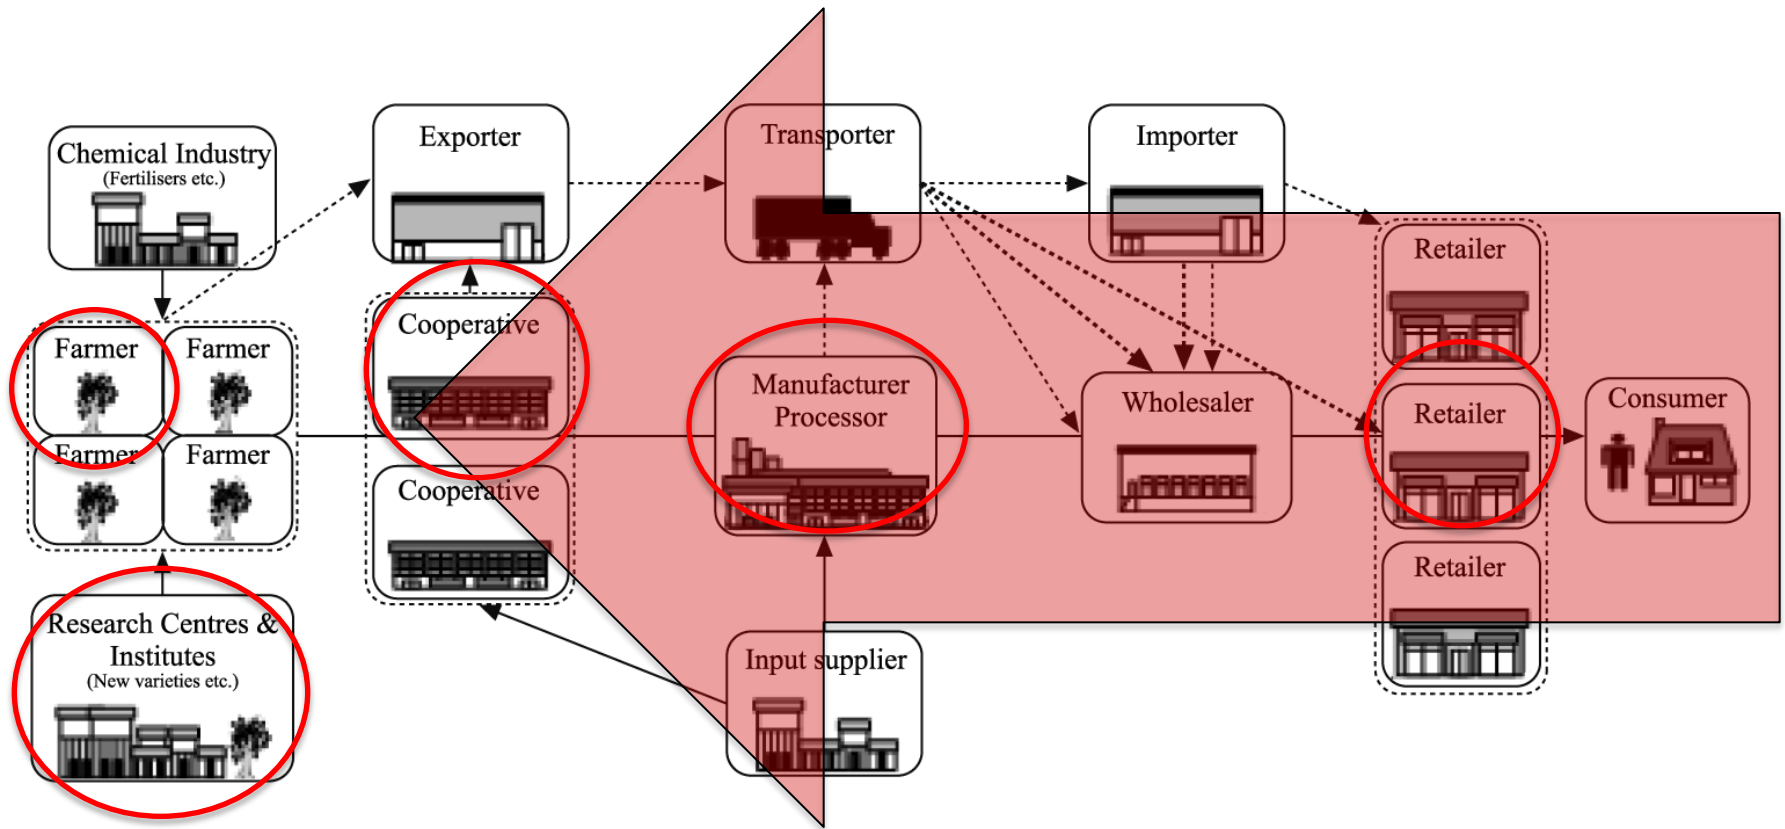 Chemical Industry
(Fertilisers etc.)
Exporter
Transporter
Importer
Farmer
Farmer
Farmer
Farmer
Cooperative
Cooperative
Manufacturer
Processor
Wholesaler
Retailer
Retailer
Retailer
Consumer
Research Centres &
Institutes
(New varieties etc.)
Input supplier